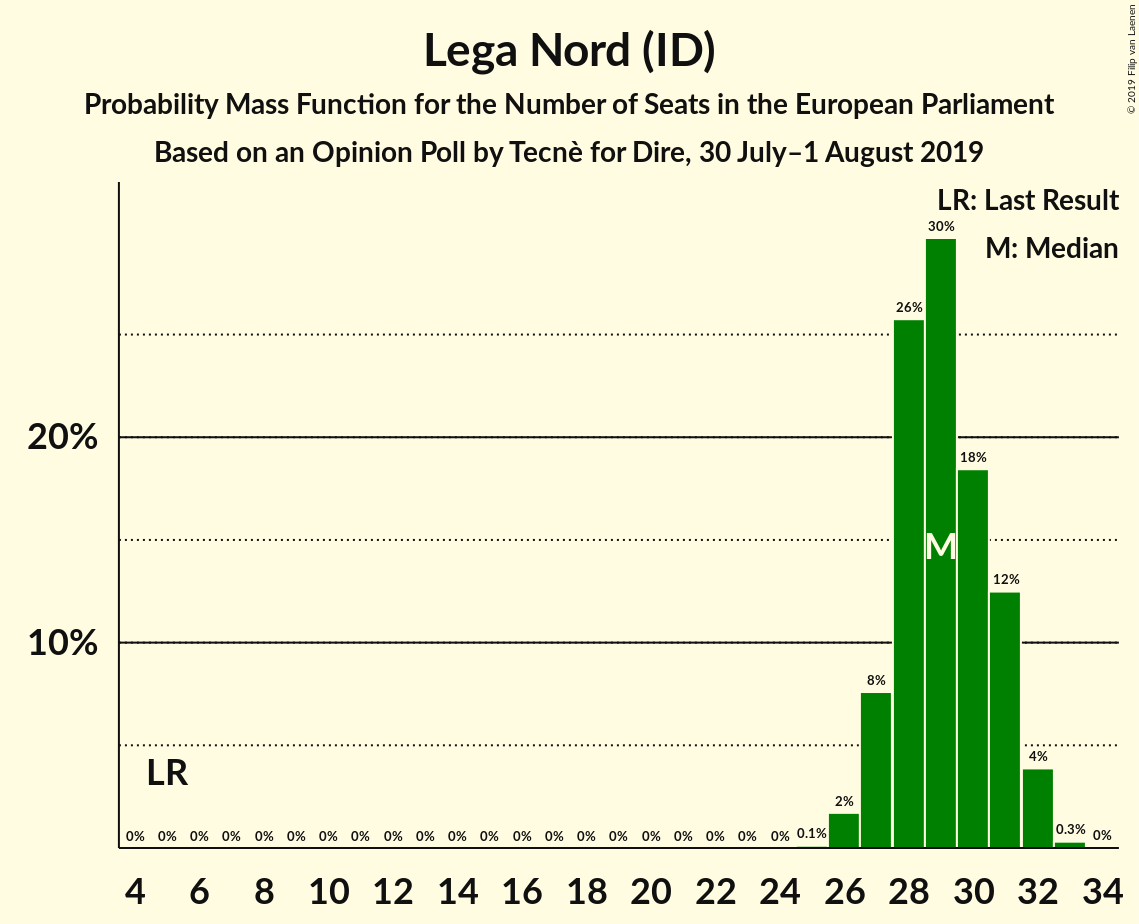 Lega Nord (ID)
Probability Mass Function for the Number of Seats in the European Parliament
Based on an Opinion Poll by Tecnè for Dire, 30 July–1 August 2019
© 2019 Filip van Laenen
LR: Last Result
M: Median
30%
26%
20%
18%
M
12%
10%
8%
4%
LR
2%
0% 0% 0% 0% 0% 0% 0% 0% 0% 0% 0% 0% 0% 0% 0% 0% 0% 0% 0% 0% 0% 0.1% 0.3% 0%
4 6 8 10 12 14 16 18 20 22 24 26 28 30 32 34